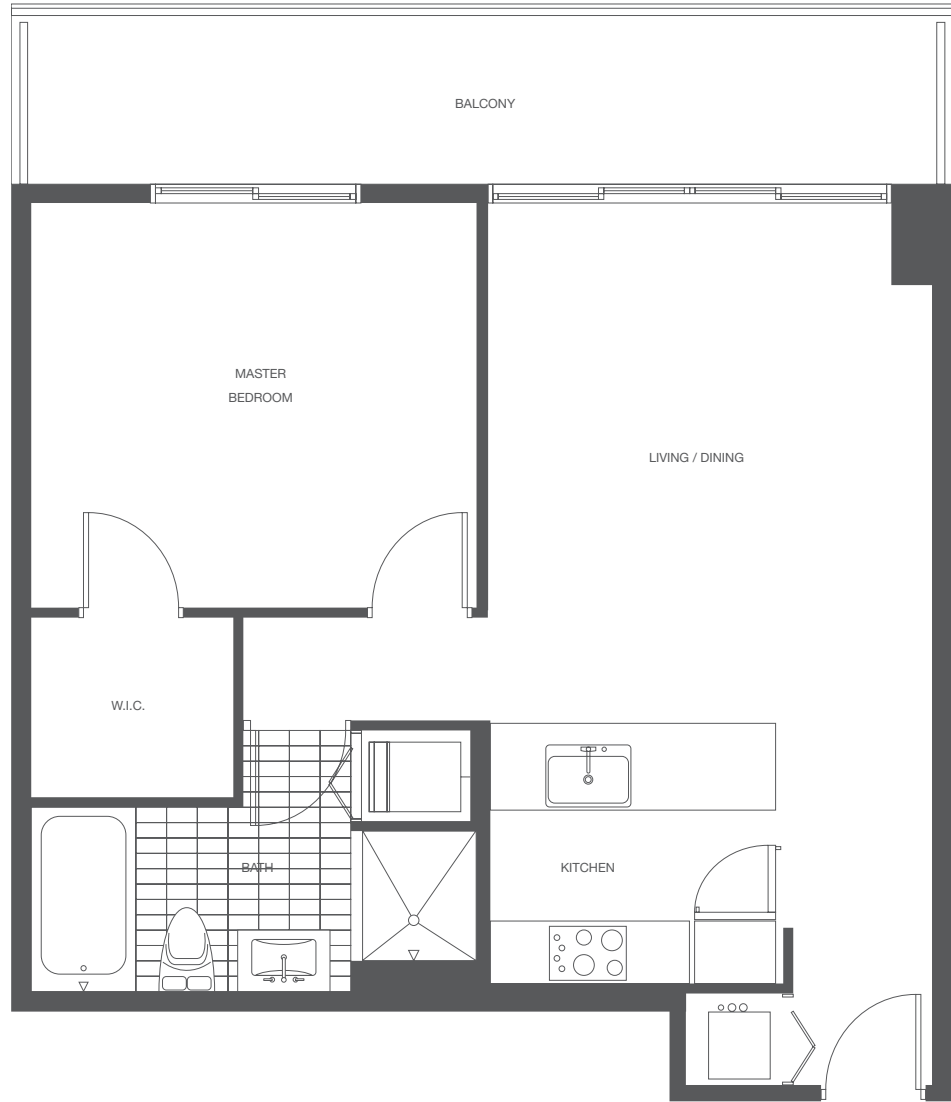 BALCONY
MASTER
BEDROOM
LIVING / DINING
W.I.C.
BATH
KITCHEN